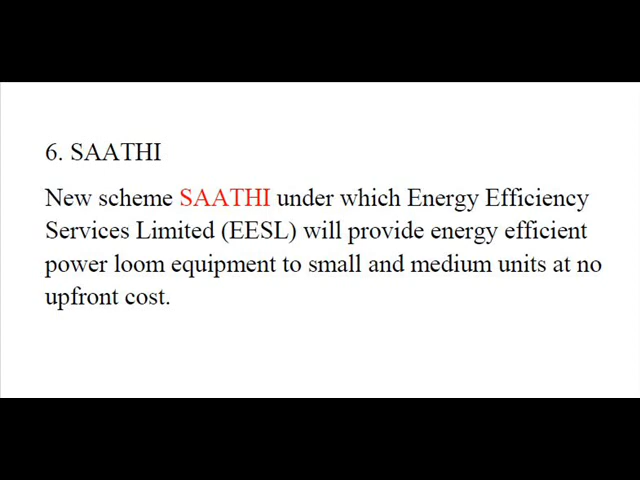 6. SAATHI
New scheme SAATHI under which Energy Efficiency
Services Limited (EESL) will provide energy efficient
power loom equipment to small and medium units at no
upfront cost.